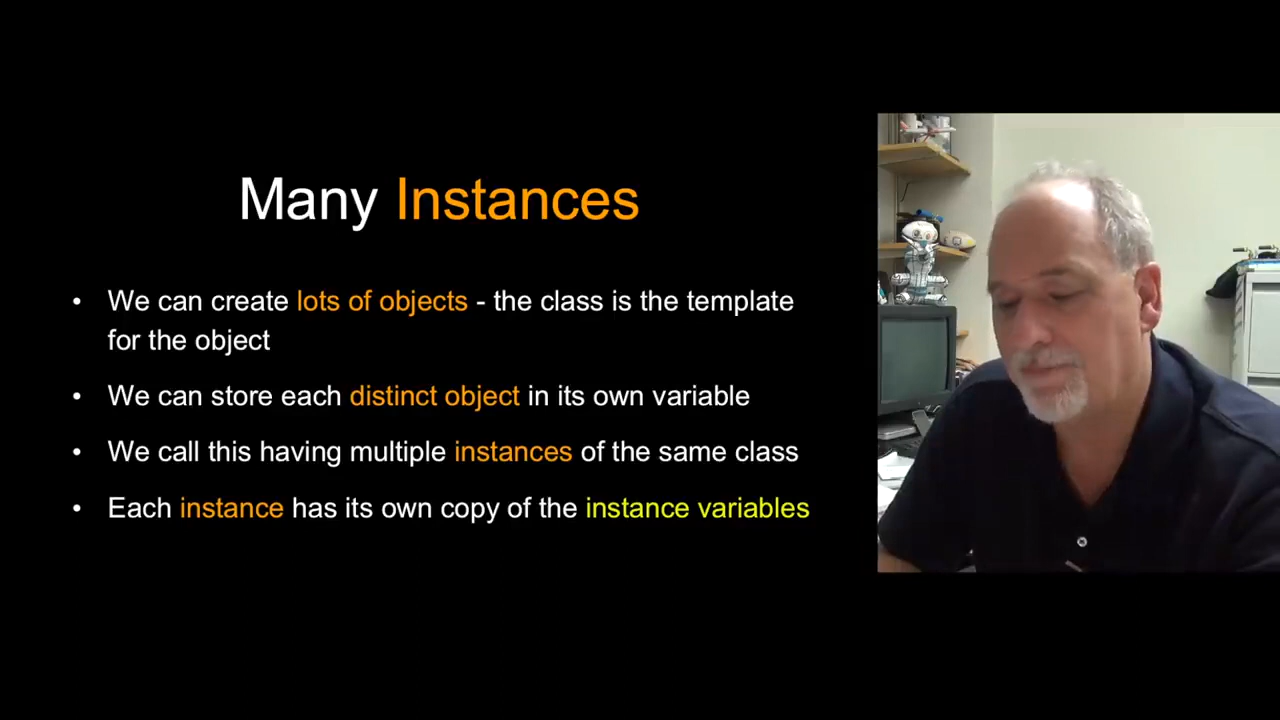 Many Instances
• We can create lots of objects - the class is the template
for the object
• We can store each distinct object in its own variable
• We call this having multiple instances of the same class
• Each instance has its own copy of the instance variables